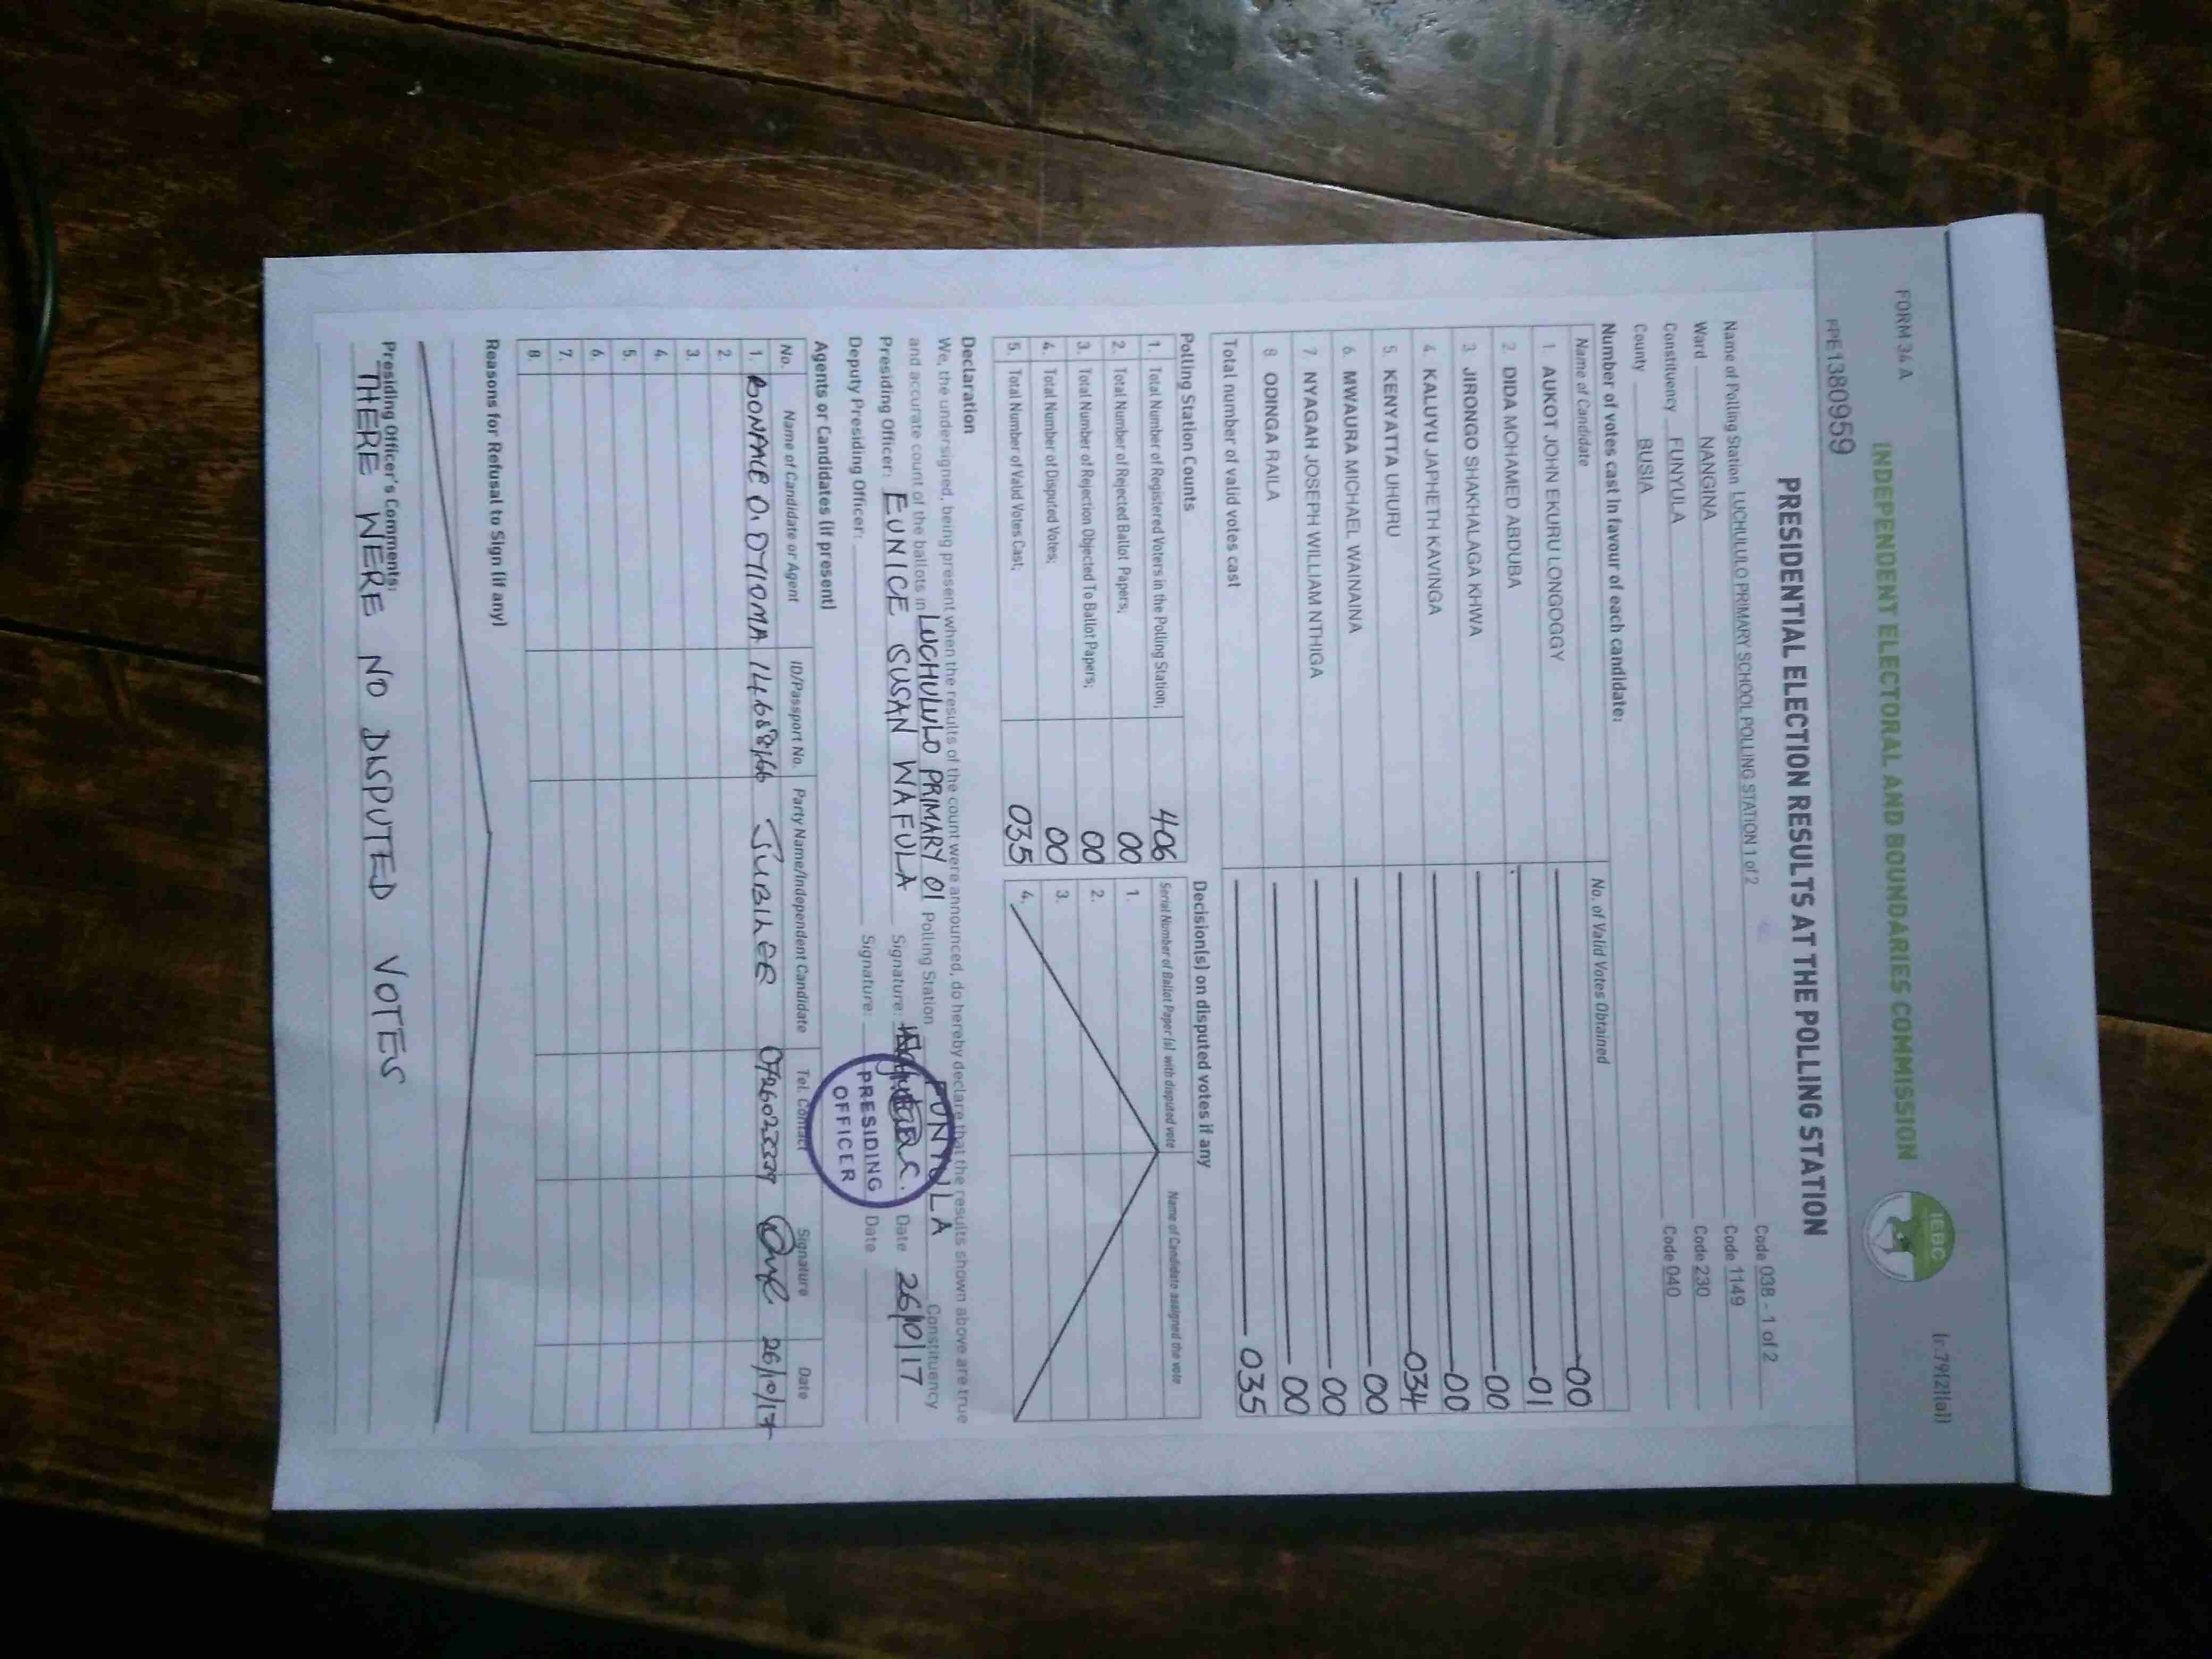 FORM 34 A
(r.79(2)(a))
INDEPENDENT ELECTORAL AND BOUNDARIES COMMISSION
IEBC
PPE1380959
PRESIDENTIAL ELECTION RESULTS AT THE POLLING STATION
Name of Polling Station LUCHULULO PRIMARY SCHOOL POLLING STATION 1 of 2 Code 038 - 1 of 2
Ward NANGINA Code 1149
Constituency FUNYULA Code 230
County BUSIA Code 040
Number of votes cast in favour of each candidate:
Name of Candidate No. of Valid Votes Obtained
1. AUKOT JOHN EKURU LONGOGGY 00
2. DIDA MOHAMED ABDUBA 01
3. JIRONGO SHAKHALAGA KHWA 00
4. KALUYU JAPHETH KAVINGA 00
5. KENYATTA UHURU 034
6. MWAURA MICHAEL WAINAINA 00
7. NYAGAH JOSEPH WILLIAM NTHIGA 00
8. ODINGA RAILA 00
Total number of valid votes cast 035
Polling Station Counts
1. Total Number of Registered Voters in the Polling Station; 406
2. Total Number of Rejected Ballot Papers; 00
3. Total Number of Rejection Objected To Ballot Papers; 00
4. Total Number of Disputed Votes; 00
5. Total Number of Valid Votes Cast; 035
Decision(s) on disputed votes if any
Serial Number of Ballot Paper (s) with disputed vote Name of Candidate assigned the vote
1.
2.
3.
4.
Declaration
We, the undersigned, being present when the results of the count were announced, do hereby declare that the results shown above are true
and accurate count of the ballots in LUCHULULO PRIMARY 01 Polling Station FUNYULA Constituency
Presiding Officer: EUNICE SUSAN WAFULA Signature: Date 26/10/17
Deputy Presiding Officer: Signature: Date
PRESIDING
OFFICER
Agents or Candidates (if present)
No. Name of Candidate or Agent ID/Passport No. Party Name/Independent Candidate Tel. Contact Signature Date
1. JUBILEE 26/10/17
2.
3.
4.
5.
6.
7.
8.
Reasons for Refusal to Sign (if any)
Presiding Officer's Comments:
THERE WERE NO DISPUTED VOTES